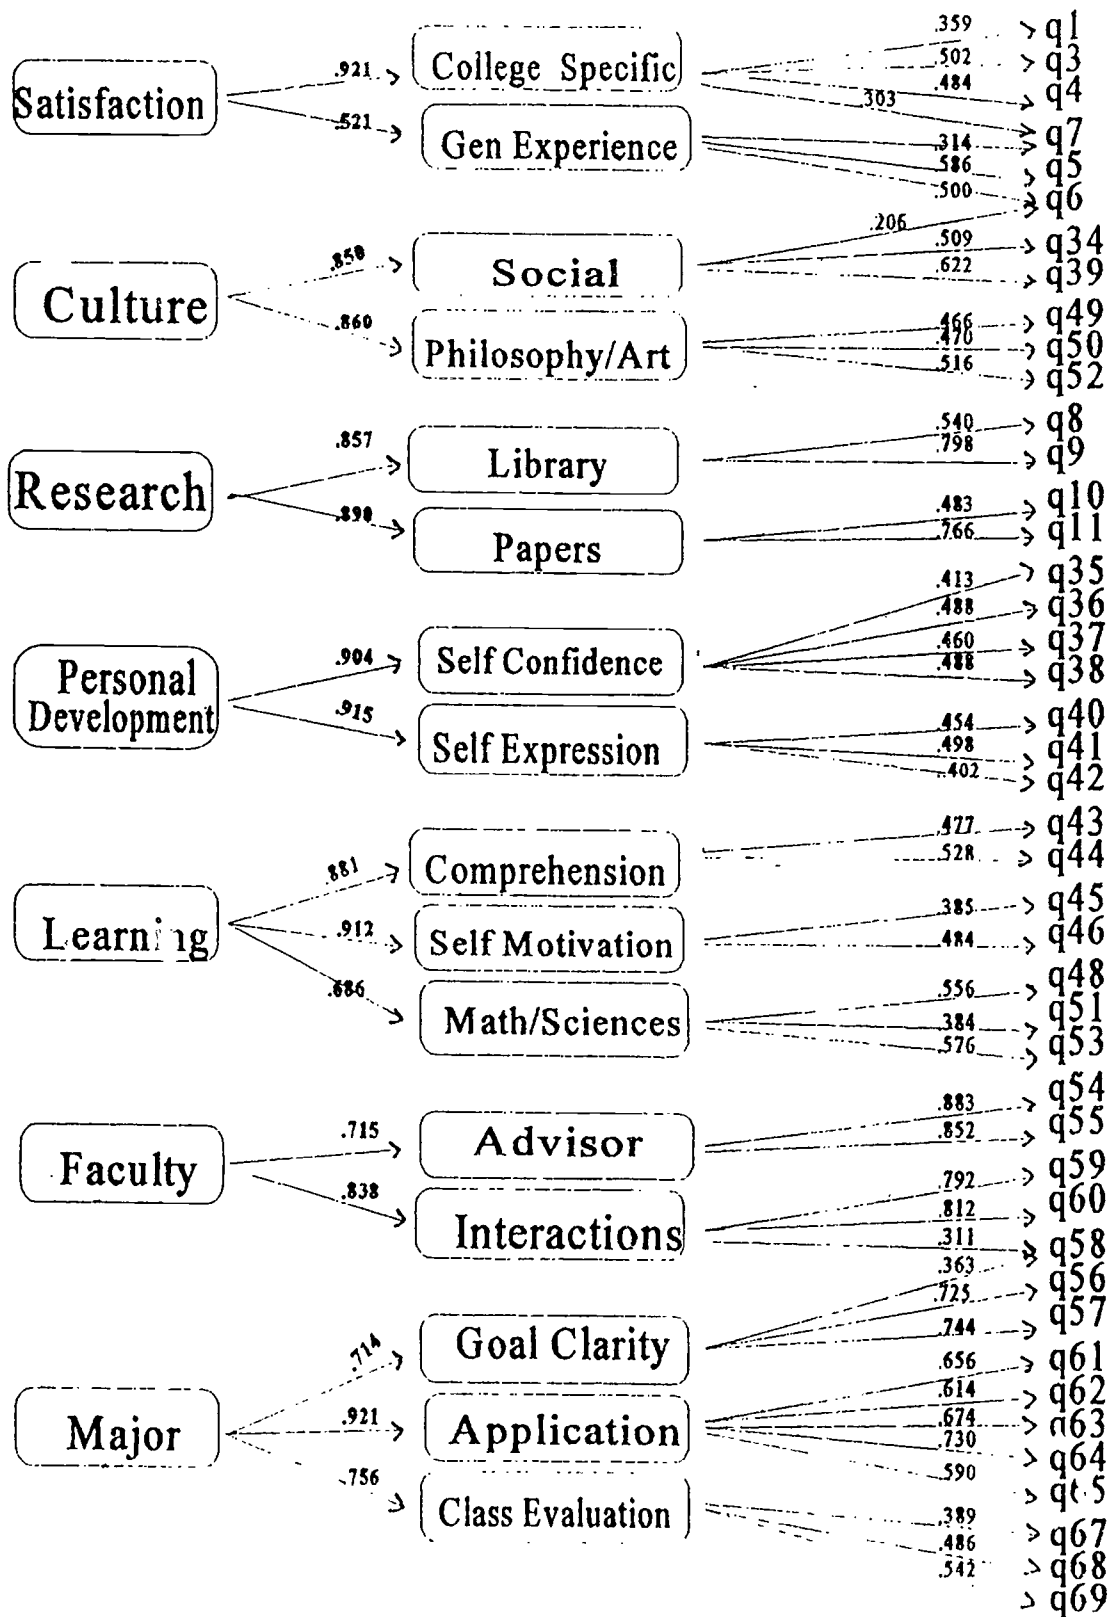 .359 q1
.502 q3
.921 College Specific .484 q4
Satisfaction .303
.521 Gen Experience .314 q7
.586 q5
.500 q6
.206
.850 Social .509 q34
.622 q39
Culture
.860 Philosophy/Art .466 q49
.470 q50
.516 q52
.857 Library .540 q8
.798 q9
Research
.890 Papers .483 q10
.766 q11
.413 q35
.488 q36
.904 Self Confidence .460 q37
.488 q38
Personal
Development
.915 Self Expression .454 q40
.498 q41
.402 q42
.881 Comprehension .477 q43
.528 q44
Learning
.912 Self Motivation .385 q45
.484 q46
.686 Math/Sciences .556 q48
.384 q51
.576 q53
.715 Advisor .883 q54
.852 q55
Faculty
.838 Interactions .792 q59
.812 q60
.311 q58
.363 q56
.725 q57
.714 Goal Clarity .744
.656 q61
.614 q62
Major .921 Application .674 q63
.730 q64
.590
.756 Class Evaluation .389 q67
.486 q68
.542 q69